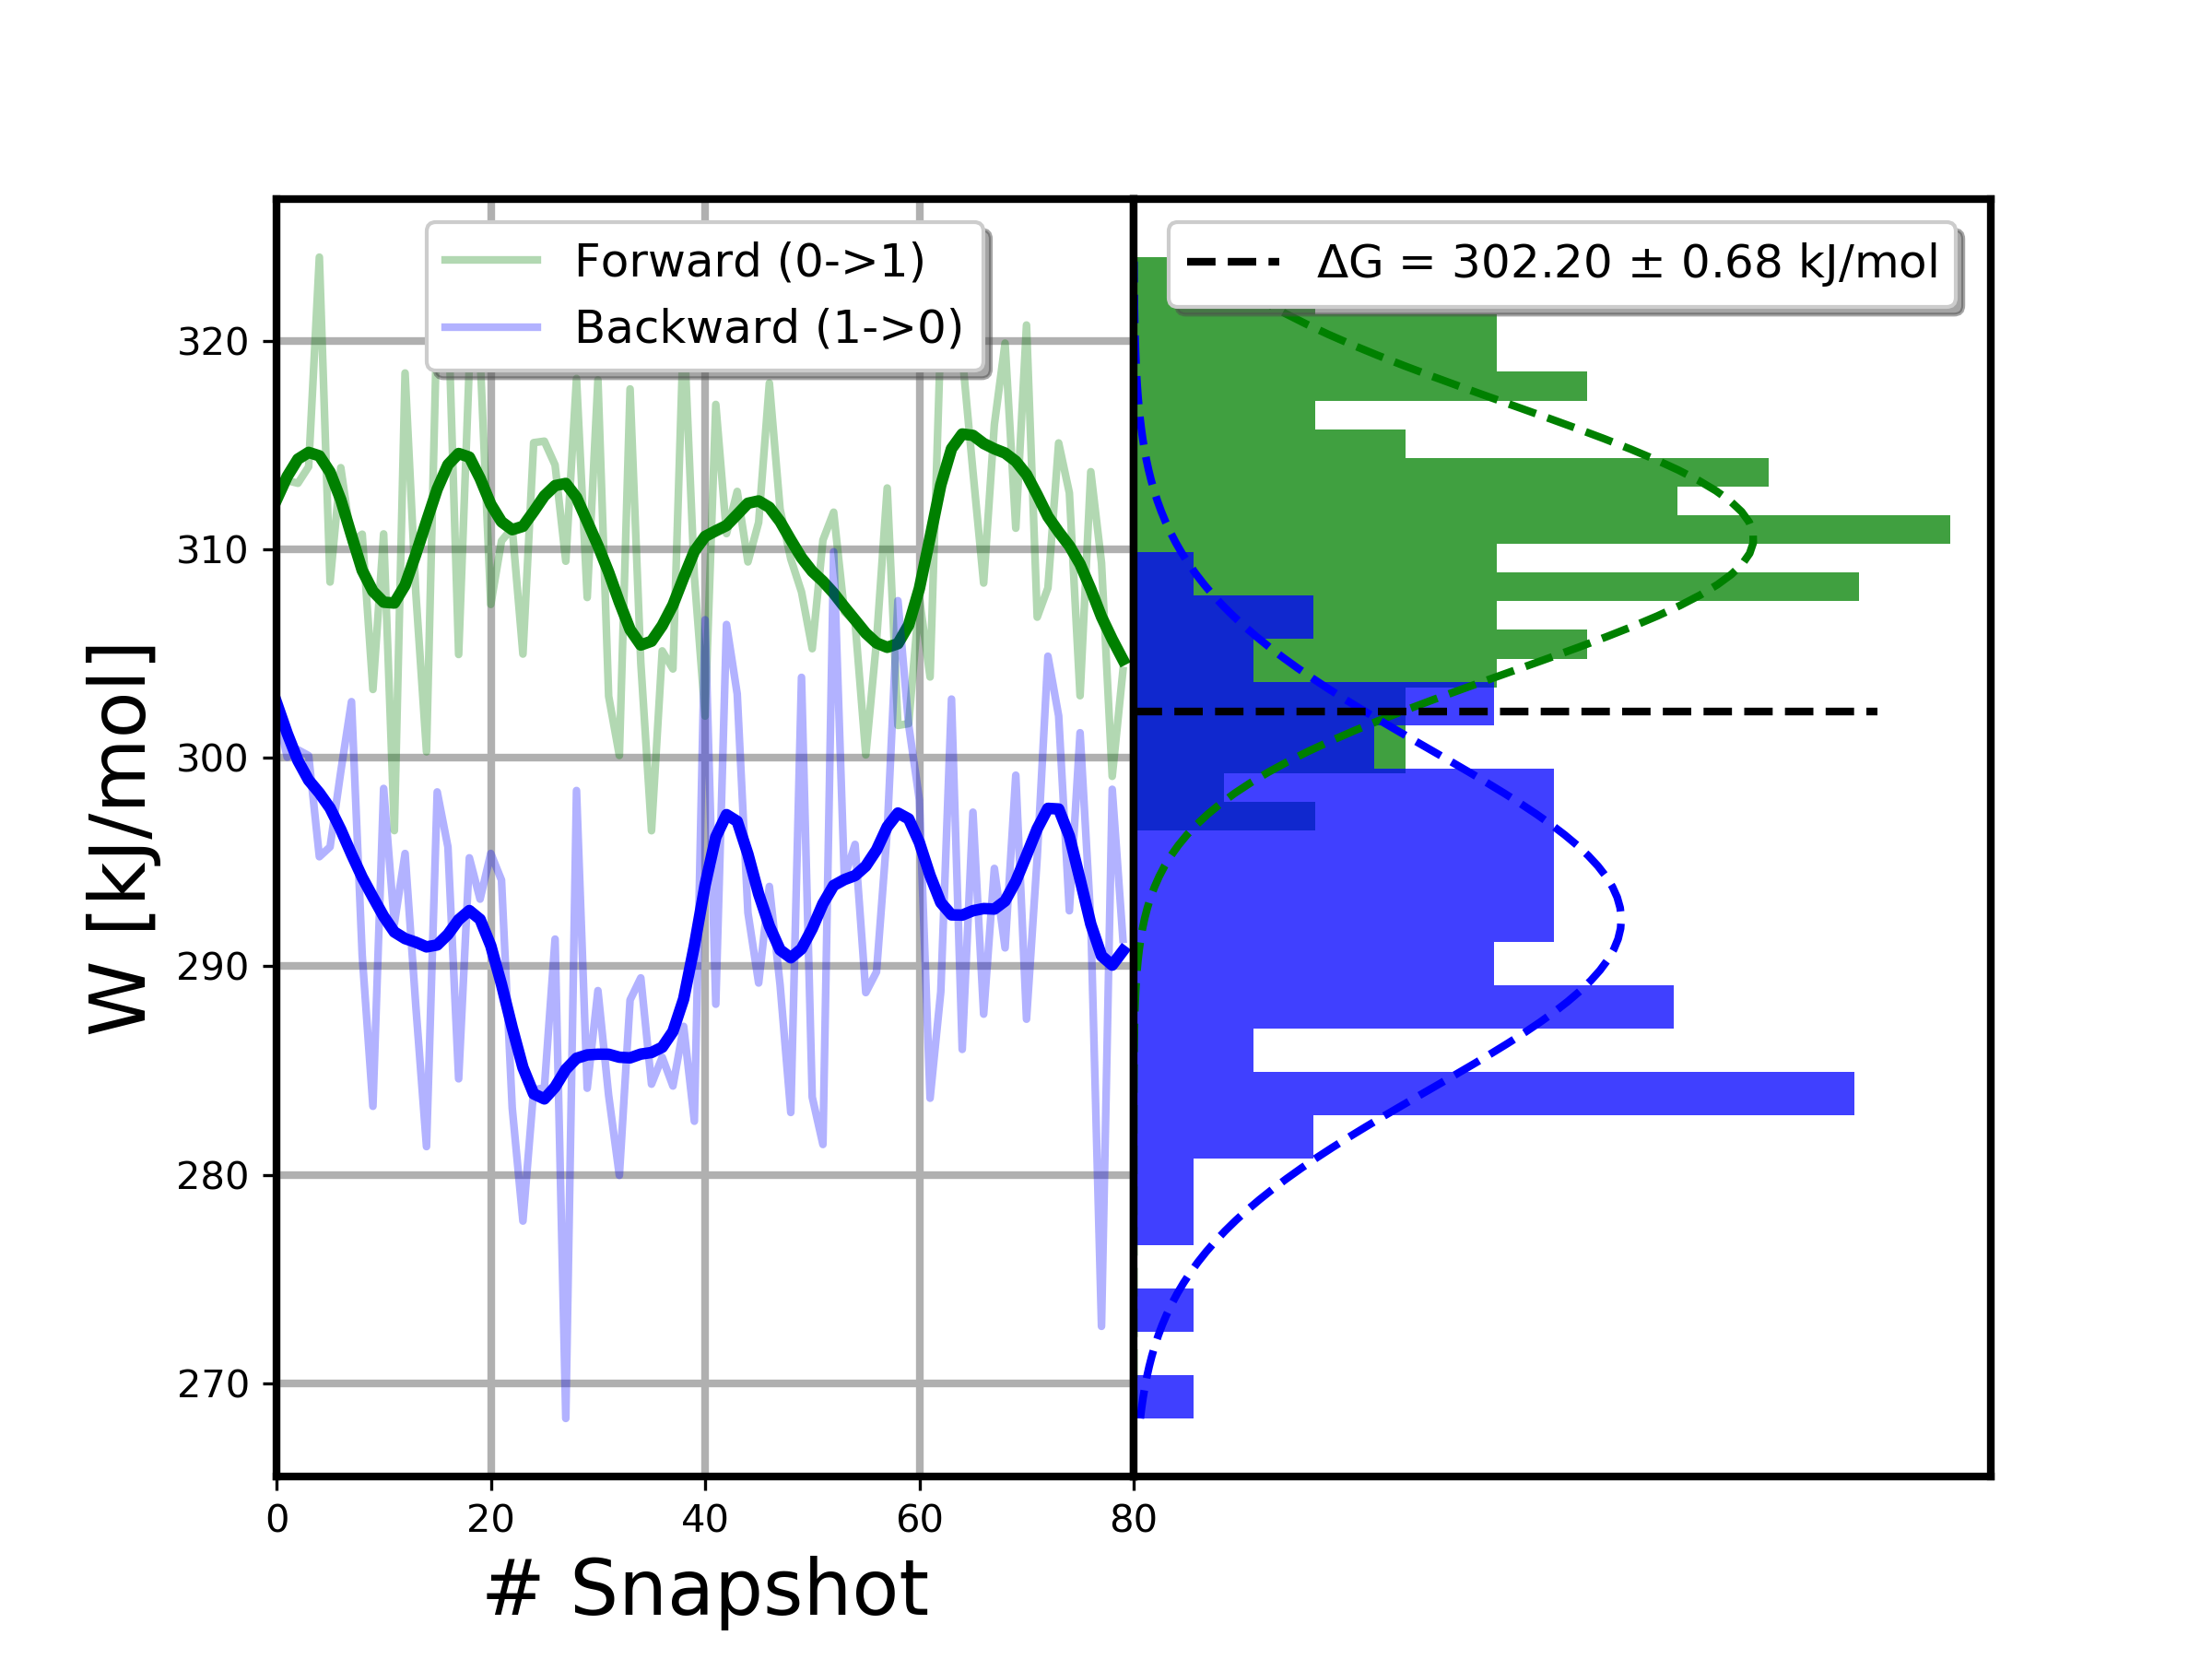 Forward (0->1)
Backward (1->0)
ΔG = 302.20 ± 0.68 kJ/mol
W [kJ/mol]
320
310
300
290
280
270
0 20 40 60 80
# Snapshot